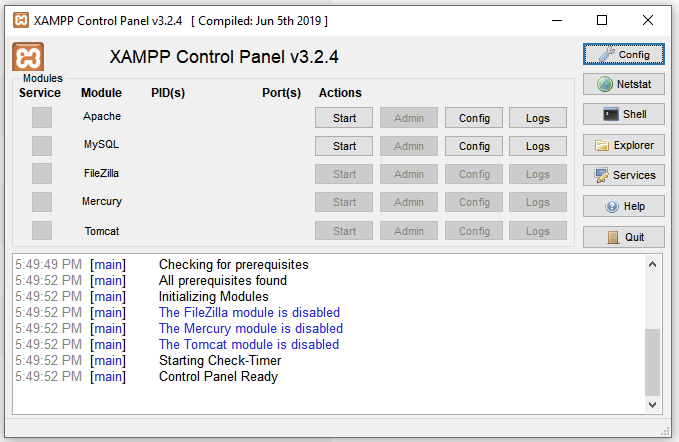 XAMPP Control Panel v3.2.4 [ Compiled: Jun 5th 2019 ]
XAMPP Control Panel v3.2.4
Config
Modules
Service Module PID(s) Port(s) Actions
Netstat
Apache Start Admin Config Logs
Shell
MySQL Start Admin Config Logs
Explorer
FileZilla Start Admin Config Logs
Services
Mercury Start Admin Config Logs
Help
Tomcat Start Admin Config Logs
Quit
5:49:49 PM [main] Checking for prerequisites
5:49:52 PM [main] All prerequisites found
5:49:52 PM [main] Initializing Modules
5:49:52 PM [main] The FileZilla module is disabled
5:49:52 PM [main] The Mercury module is disabled
5:49:52 PM [main] The Tomcat module is disabled
5:49:52 PM [main] Starting Check-Timer
5:49:52 PM [main] Control Panel Ready